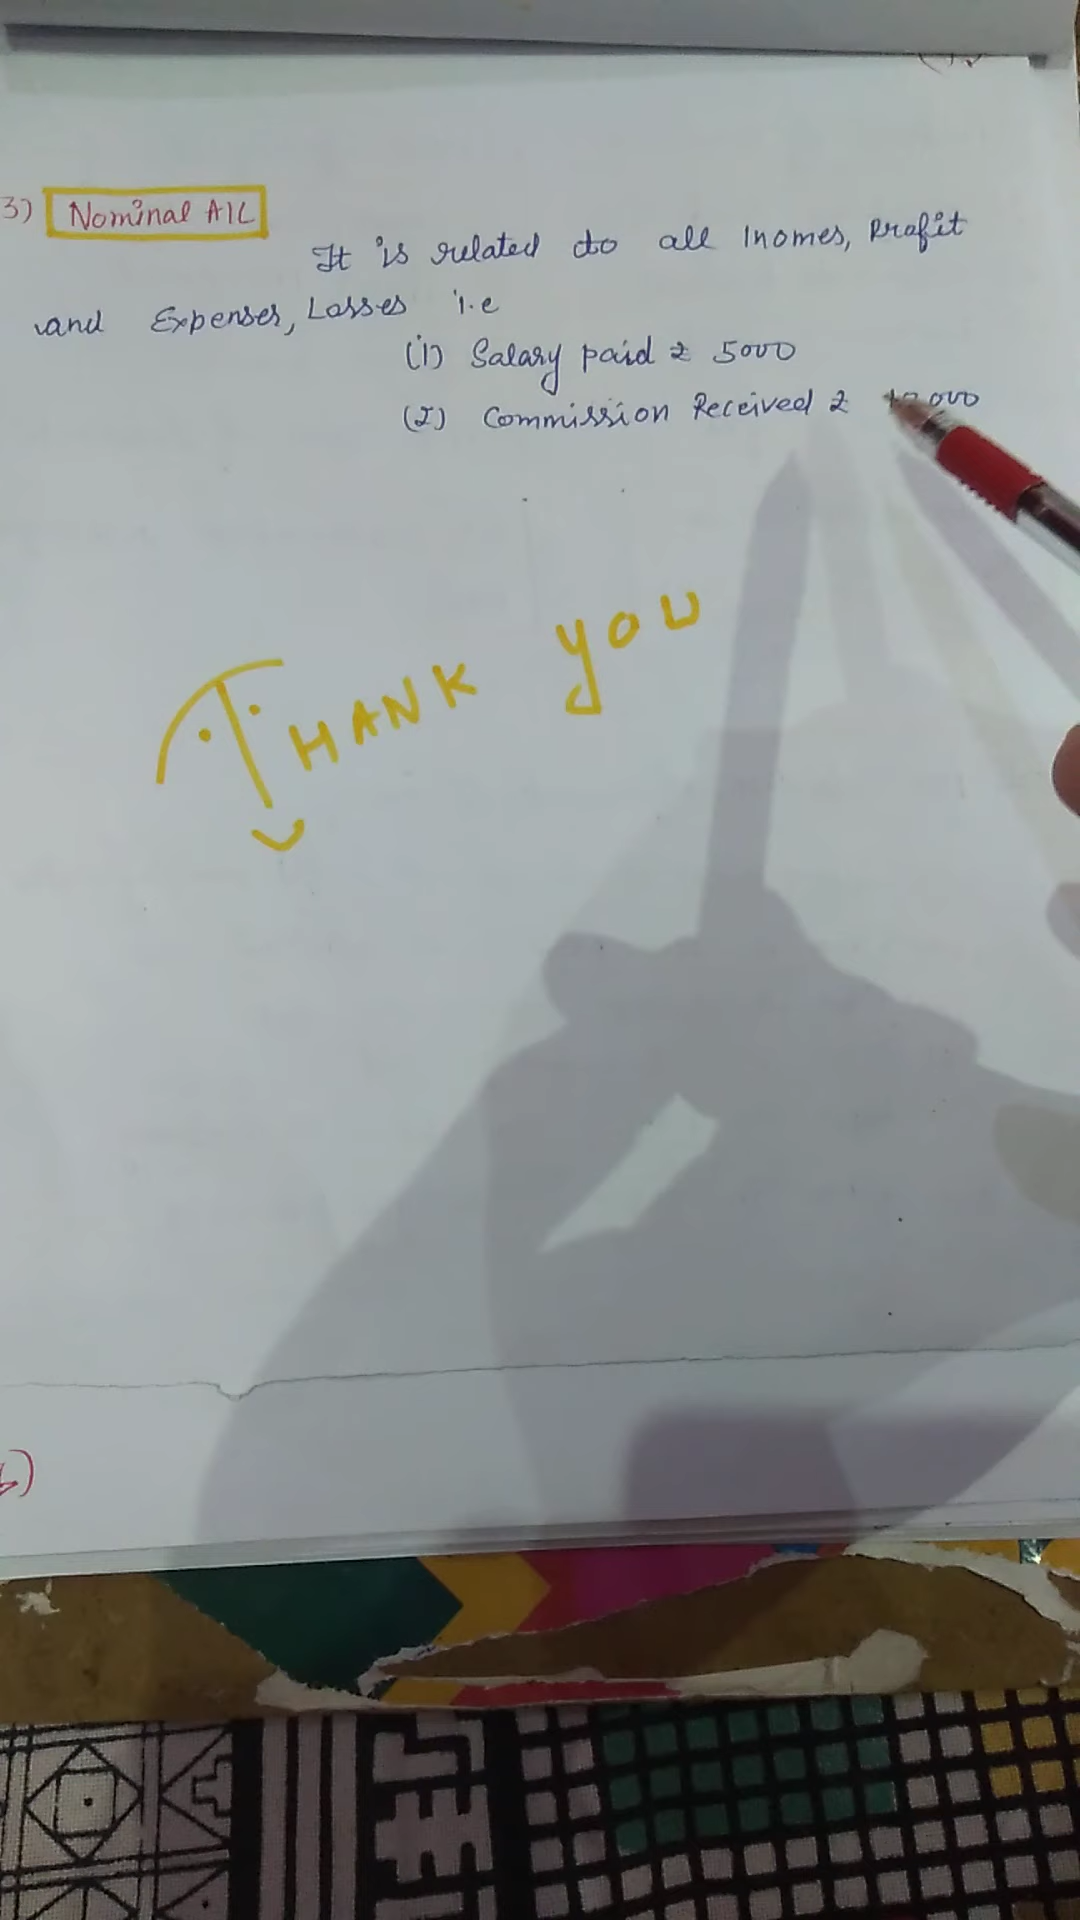 3) Nominal A/C
It is related to all Inomes, Profit
and Expenses, Losses i.e
(1) Salary paid ₹ 5000
(2) Commission Received ₹
THANK YOU